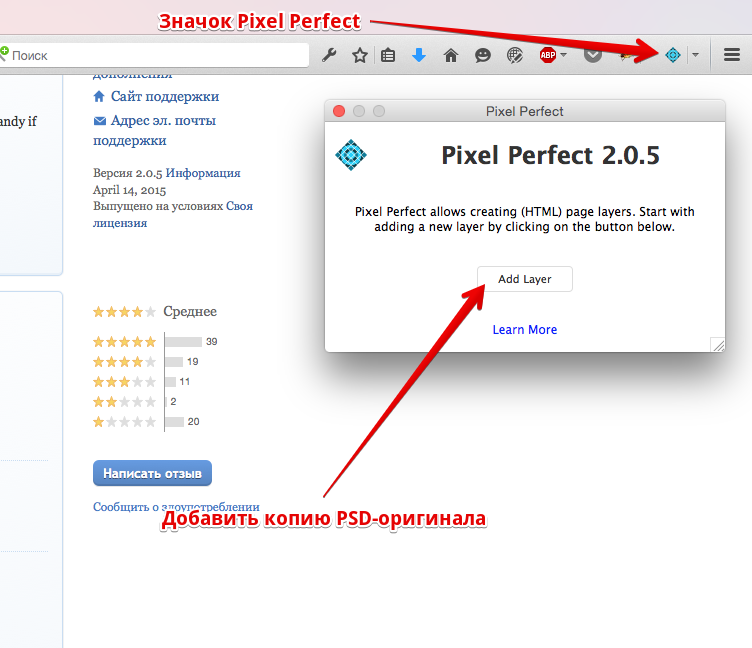 Значок Pixel Perfect
Поиск
ABP
дополнения
Сайт поддержки
andy if
Адрес эл. почты
поддержки
Версия 2.0.5 Информация
April 14, 2015
Выпущено на условиях Своя
лицензия
Pixel Perfect
Pixel Perfect 2.0.5
Pixel Perfect allows creating (HTML) page layers. Start with
adding a new layer by clicking on the button below.
Add Layer
Learn More
Среднее
39
19
11
2
20
Написать отзыв
Сообщить о злоупотреблении
Добавить копию PSD-оригинала